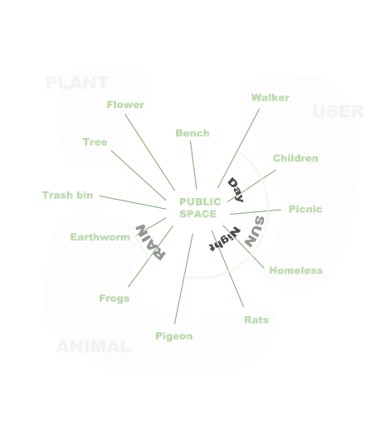 PLANT
Flower
Walker
USER
Bench
Tree
Children
Day
Trash bin
PUBLIC
SPACE
Picnic
SUN
Earthworm
RAIN
Night
Homeless
Frogs
Rats
Pigeon
ANIMAL